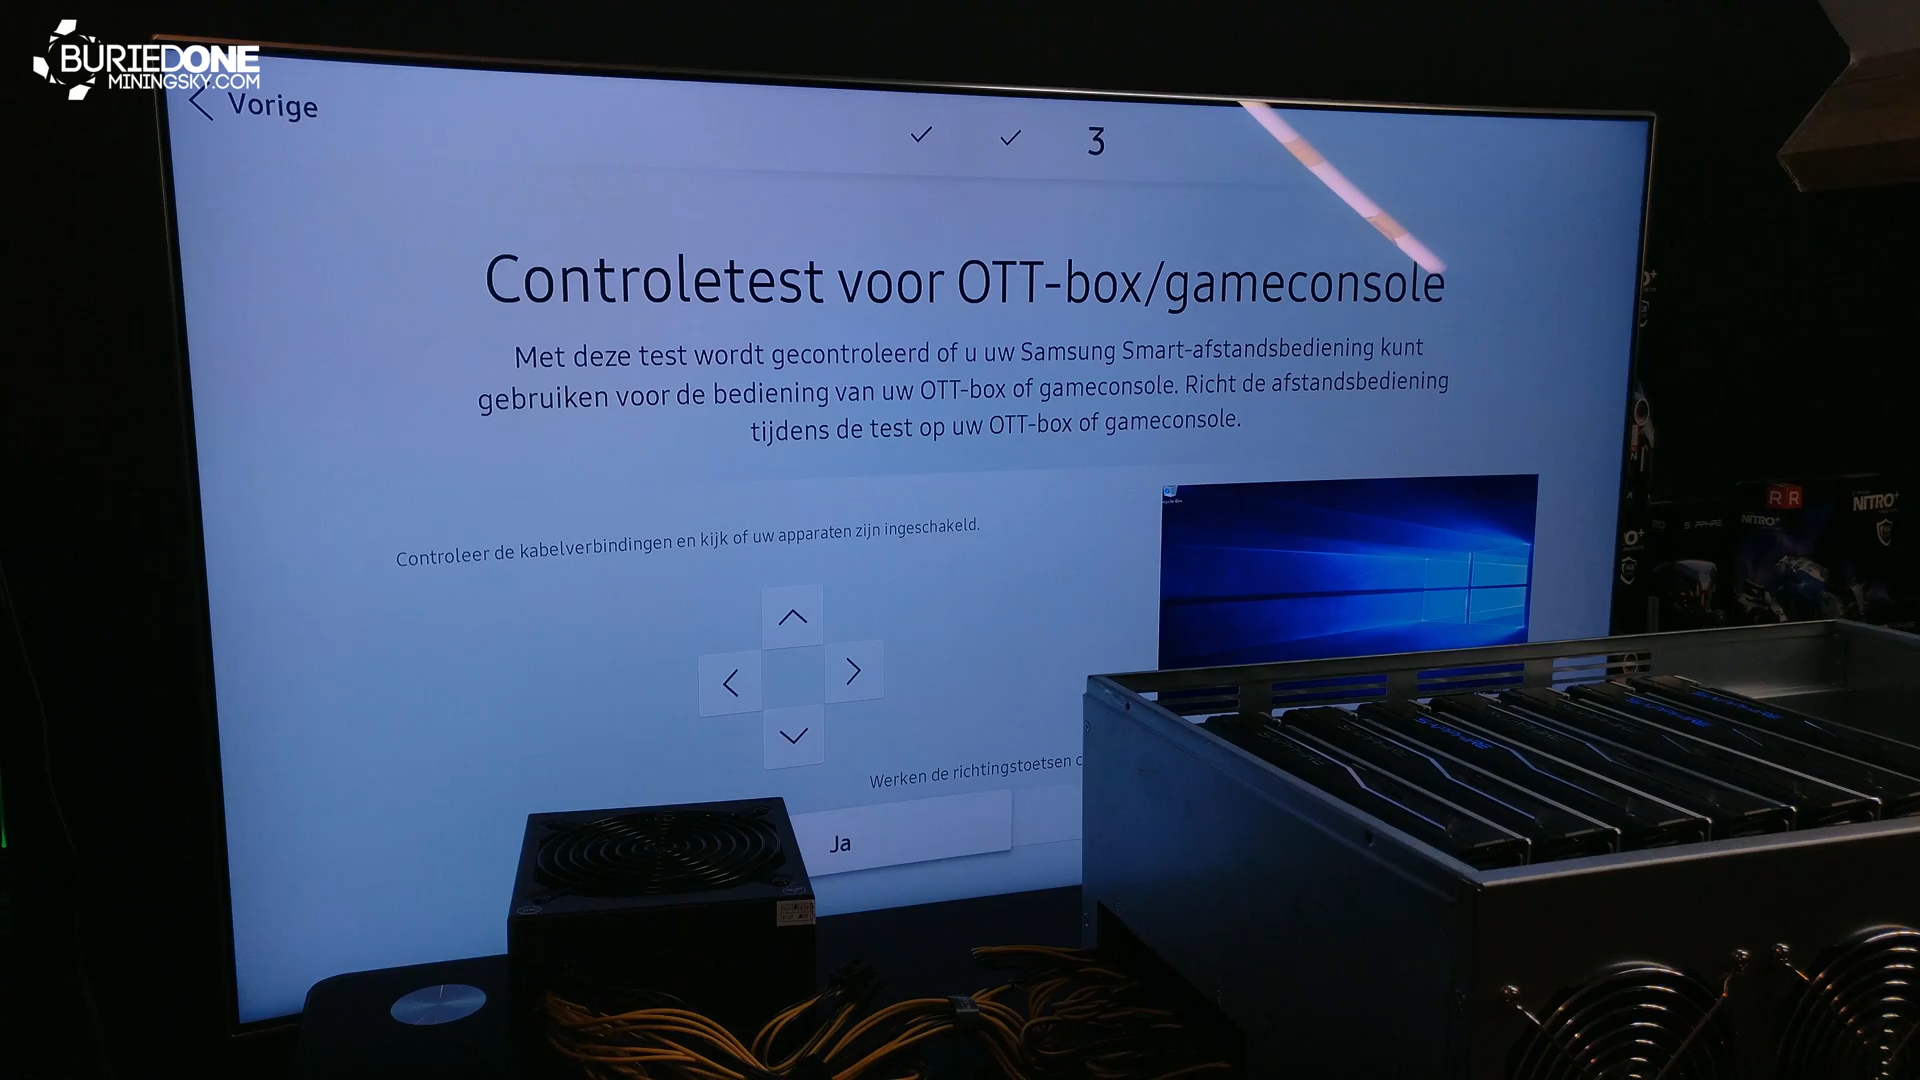 BURIEDONE
MININGSKY.COM
Vorige
3
Controletest voor OTT-box/gameconsole
Met deze test wordt gecontroleerd of u uw Samsung Smart-afstandsbediening kunt
gebruiken voor de bediening van uw OTT-box of gameconsole. Richt de afstandsbediening
tijdens de test op uw OTT-box of gameconsole.
Controleer de kabelverbindingen en kijk of uw apparaten zijn ingeschakeld.
Werken de richtingstoetsen
Ja
NITRO+
NITRO+
SAPPHIRE